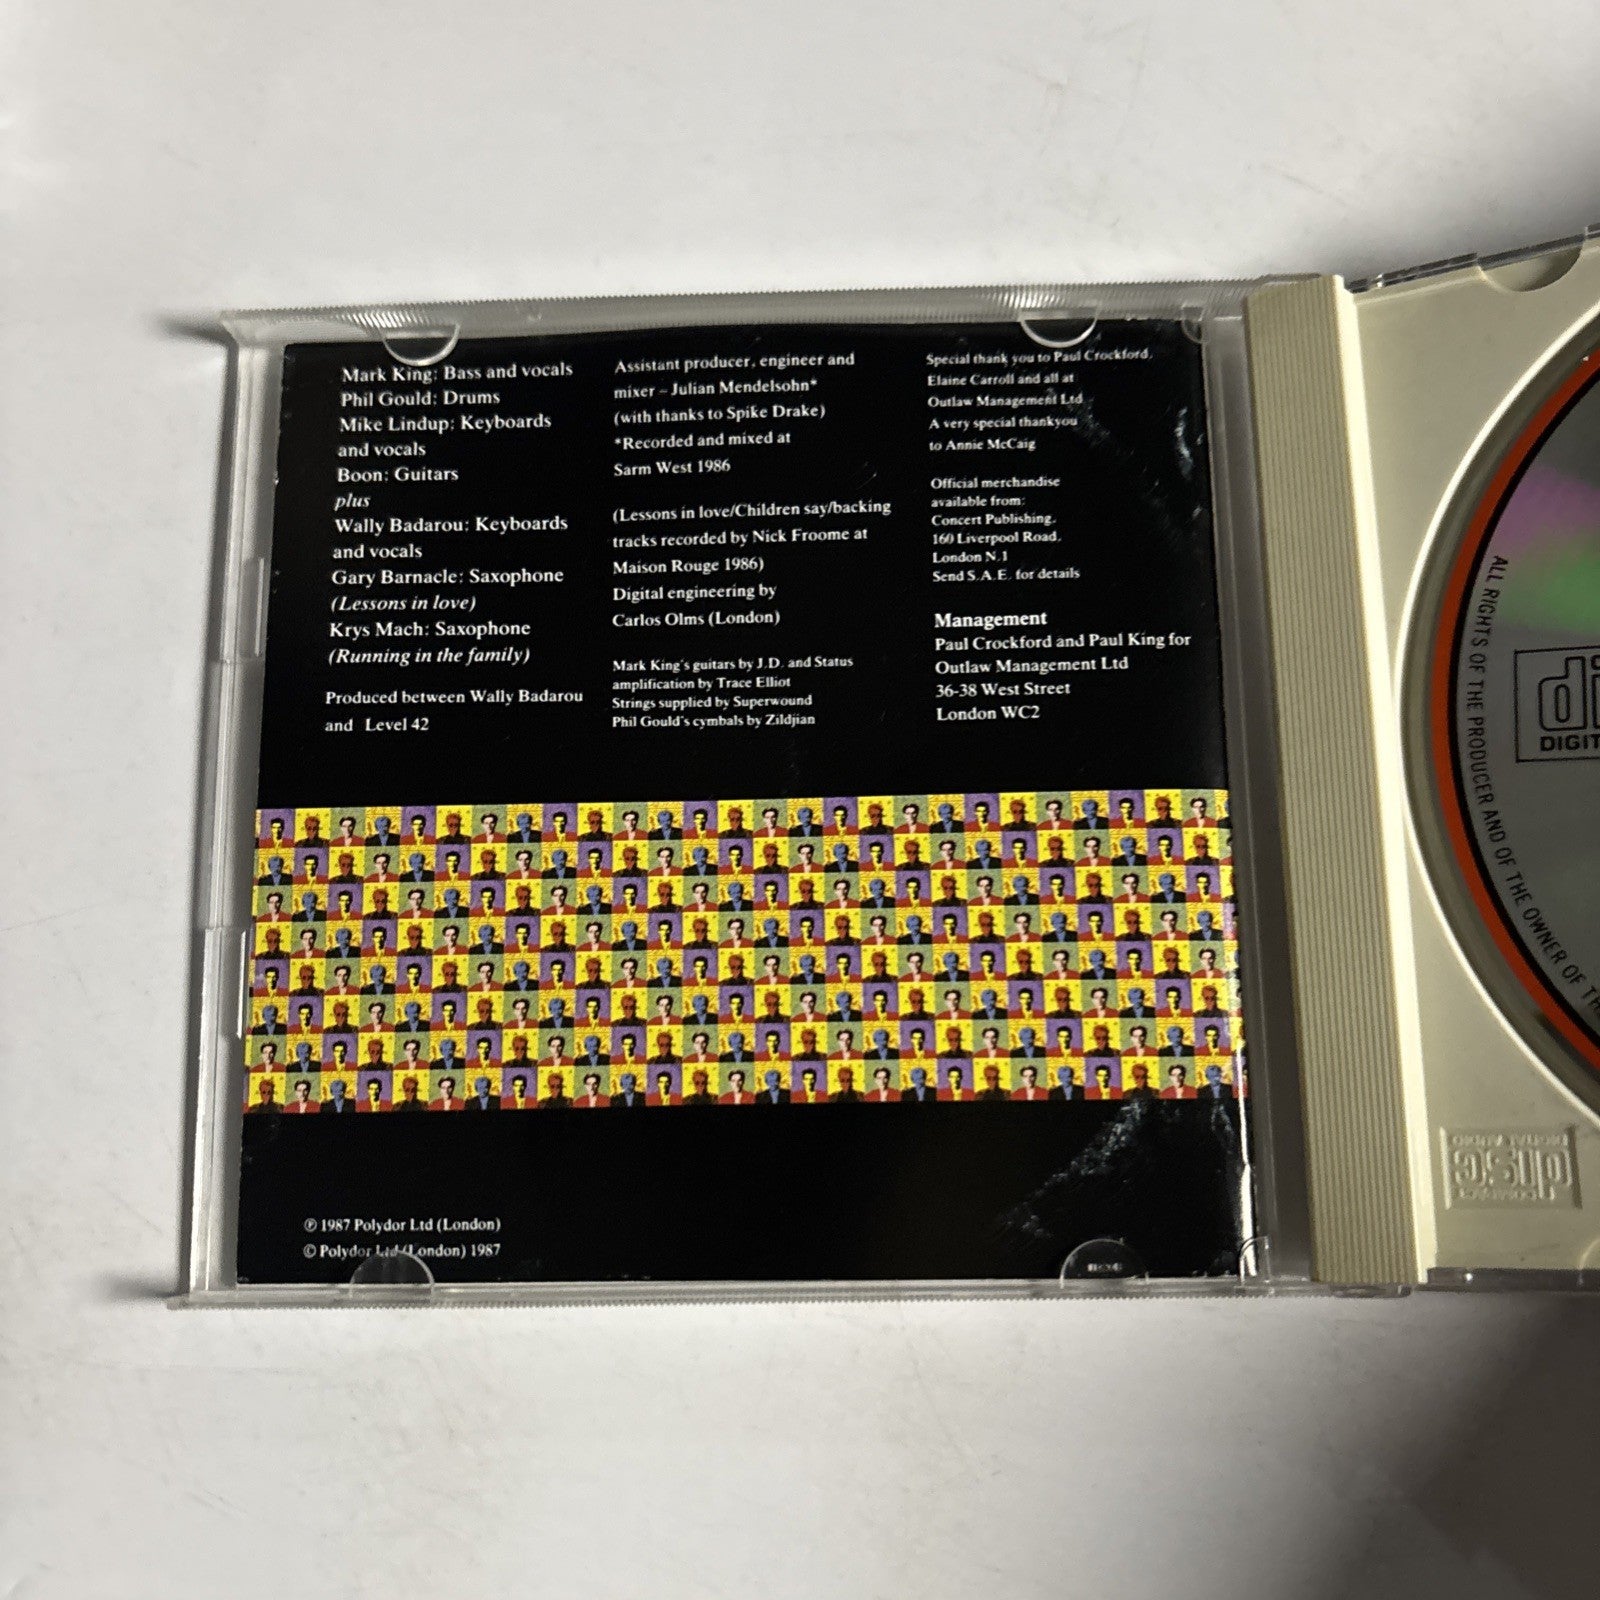 Mark King: Bass and vocals
Phil Gould: Drums
Mike Lindup: Keyboards
and vocals
Boon: Guitars
plus
Wally Badarou: Keyboards
and vocals
Gary Barnacle: Saxophone
(Lessons in love)
Krys Mach: Saxophone
(Running in the family)
Produced between Wally Badarou
and Level 42
Assistant producer, engineer and
mixer – Julian Mendelsohn*
(with thanks to Spike Drake)
*Recorded and mixed at
Sarm West 1986
(Lessons in love/Children say/backing
tracks recorded by Nick Froome at
Maison Rouge 1986)
Digital engineering by
Carlos Olms (London)
Mark King's guitars by J.D. and Status
amplification by Trace Elliot
Strings supplied by Superwound
Phil Gould's cymbals by Zildjian
Special thank you to Paul Crockford,
Elaine Carroll and all at
Outlaw Management Ltd
A very special thankyou
to Annie McCaig
Official merchandise
available from:
Concert Publishing,
160 Liverpool Road,
London N.1
Send S.A.E. for details
Management
Paul Crockford and Paul King for
Outlaw Management Ltd
36-38 West Street
London WC2
℗ 1987 Polydor Ltd (London)
© Polydor Ltd (London) 1987
ALL RIGHTS OF THE PRODUCER AND OF THE OWNER OF
DIGIT
disc